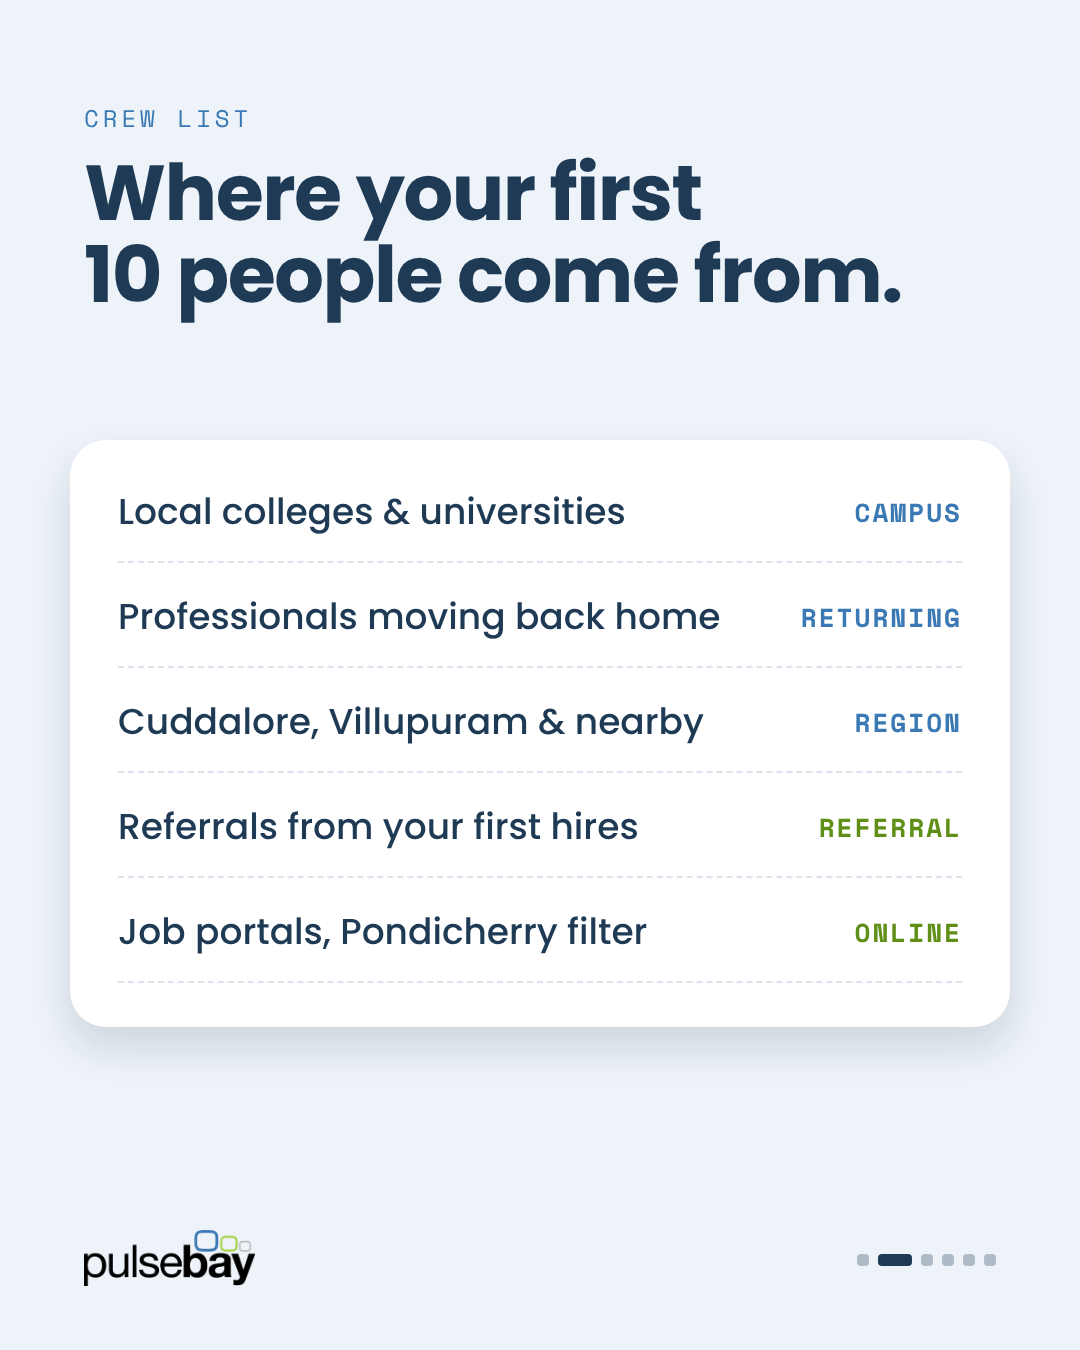 CREW LIST
Where your first
10 people come from.
Local colleges & universities CAMPUS
Professionals moving back home RETURNING
Cuddalore, Villupuram & nearby REGION
Referrals from your first hires REFERRAL
Job portals, Pondicherry filter ONLINE
pulsebay